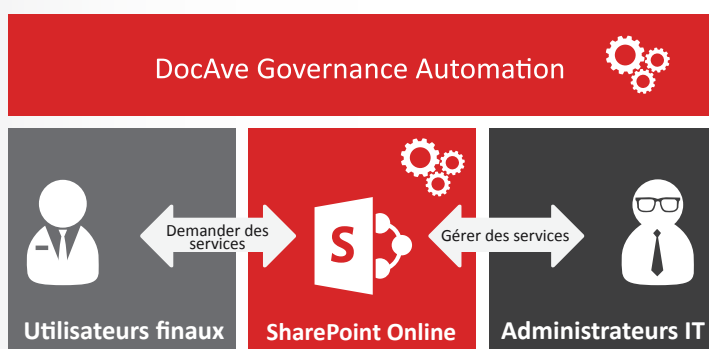 DocAve Governance Automation
Demander des
services
S
Gérer des services
Utilisateurs finaux
SharePoint Online
Administrateurs IT